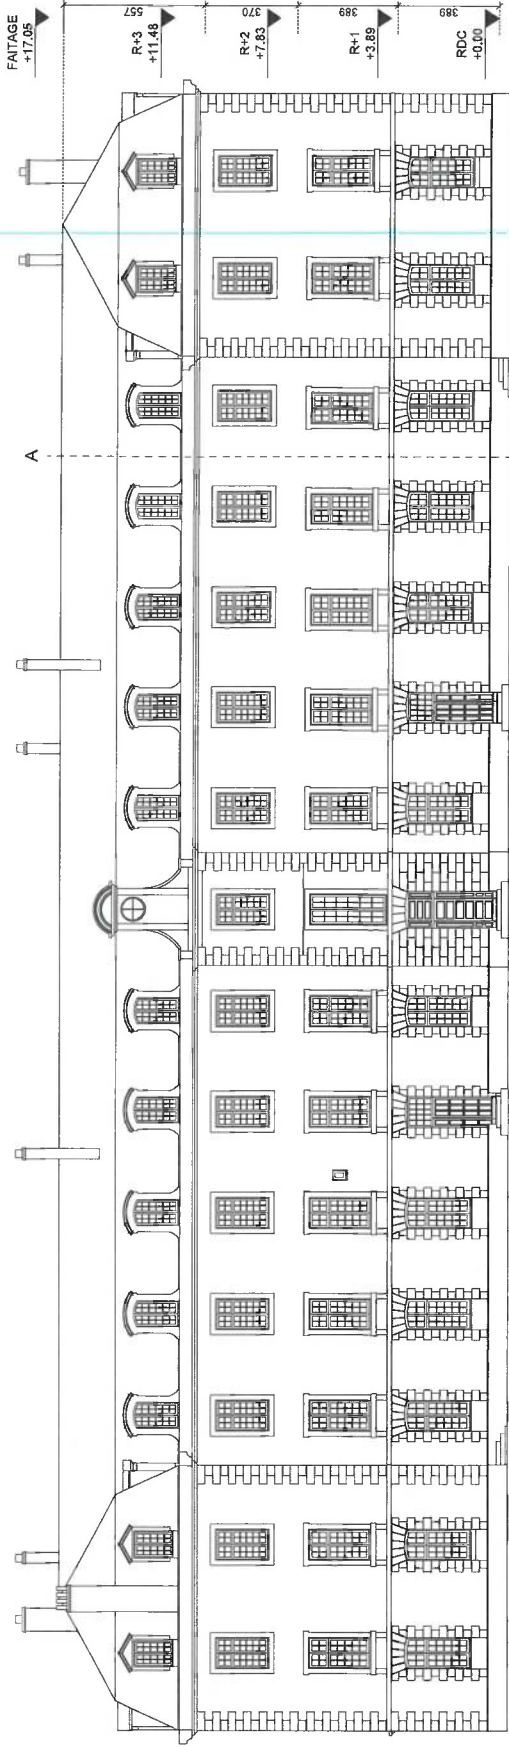 FAITAGE
+17.05
557
R+3
+11.48
370
R+2
+7.83
389
R+1
+3.89
389
RDC
+0.00
A